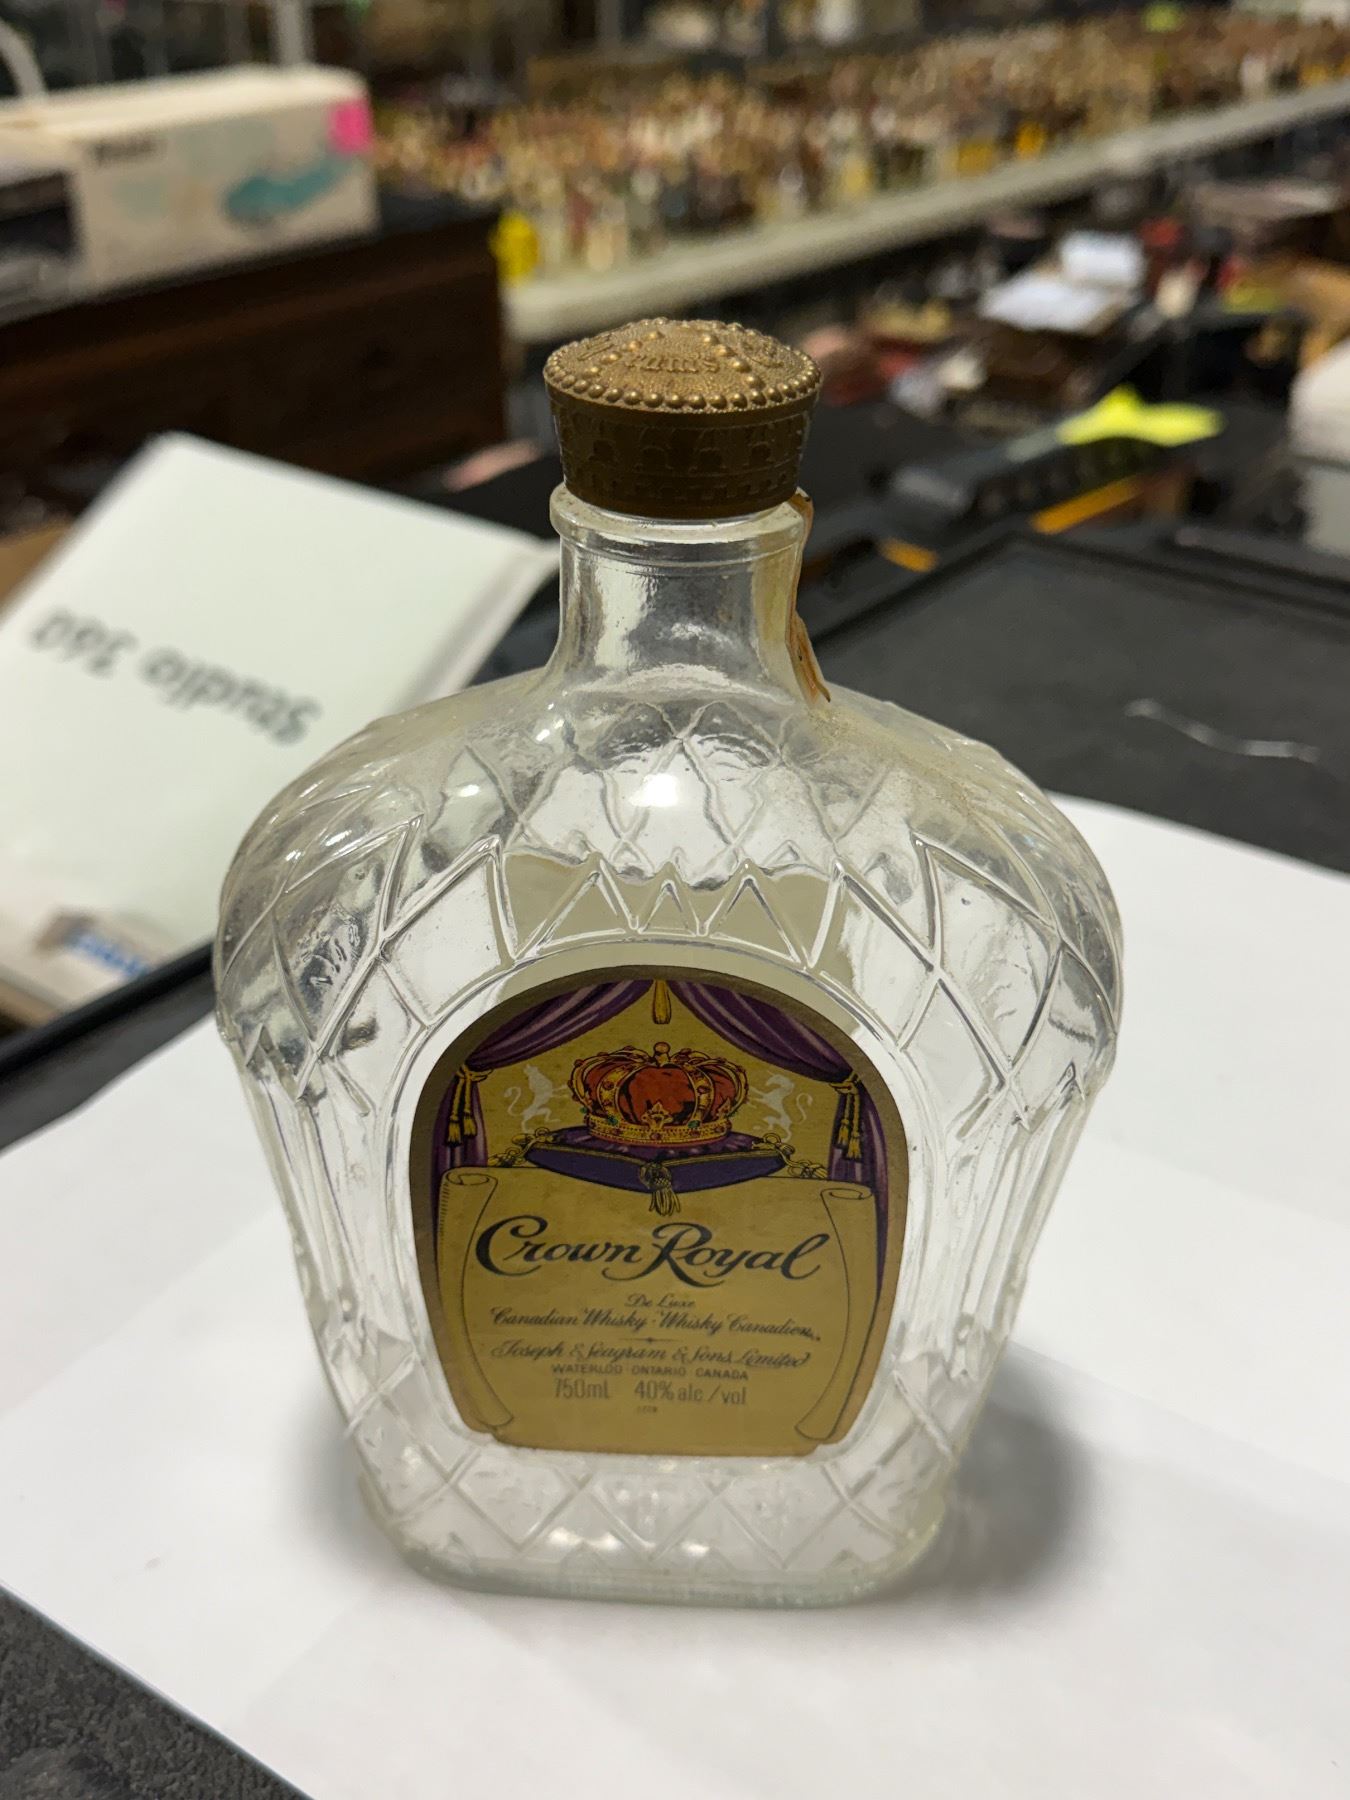 Seagram's
Studio 360
Crown Royal
De Luxe
Canadian Whisky · Whisky Canadien
Joseph E. Seagram & Sons Limited
WATERLOO · ONTARIO · CANADA
750ml 40% alc/vol